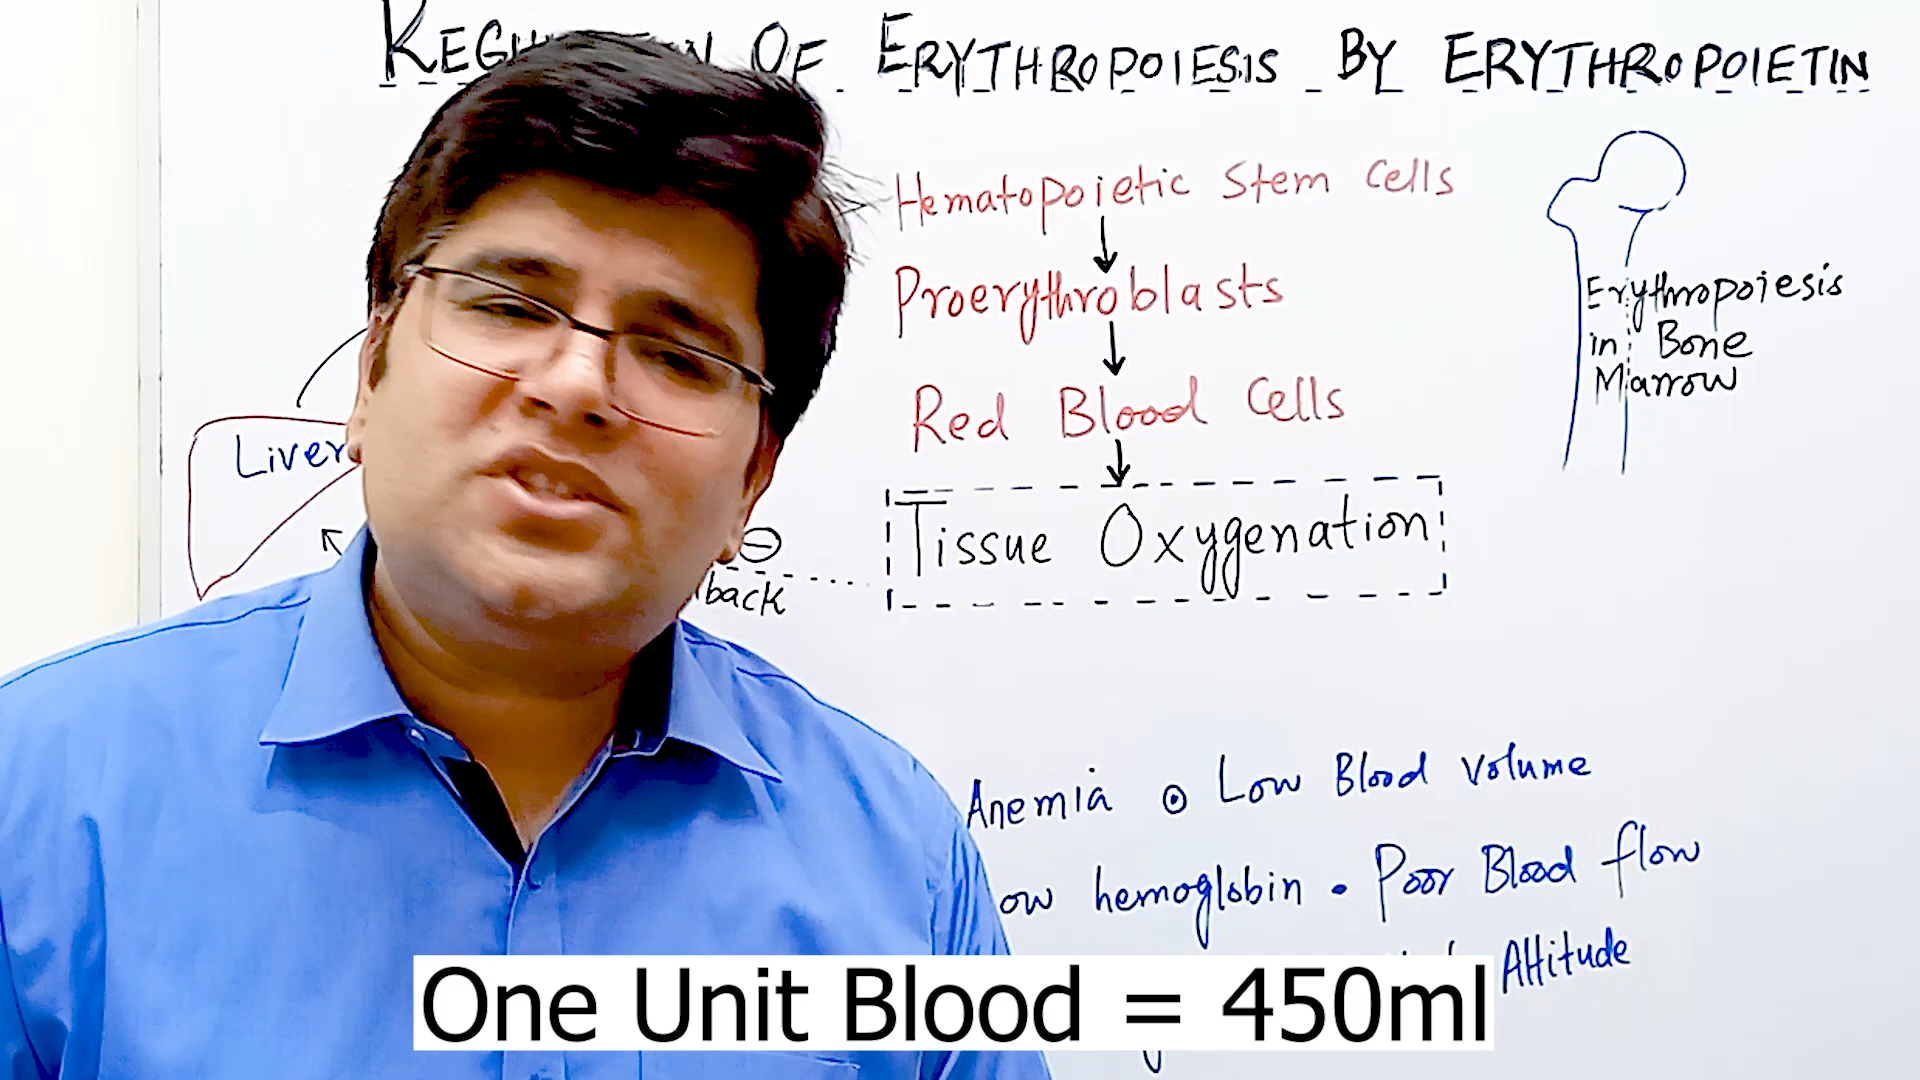 OF ERYTHROPOIESIS BY ERYTHROPOIETIN
Hematopoietic Stem Cells
Proerythroblasts
Red Blood Cells
Tissue Oxygenation
Erythropoiesis
in Bone
Marrow
Liver
back
Anemia Low Blood volume
hemoglobin • Poor Blood flow
Altitude
One Unit Blood = 450ml